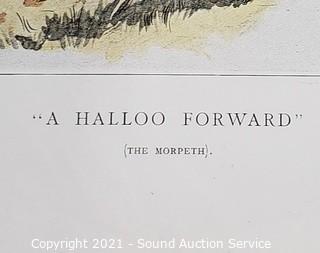 "A HALLOO FORWARD"
(THE MORPETH).
Copyright 2021 - Sound Auction Service